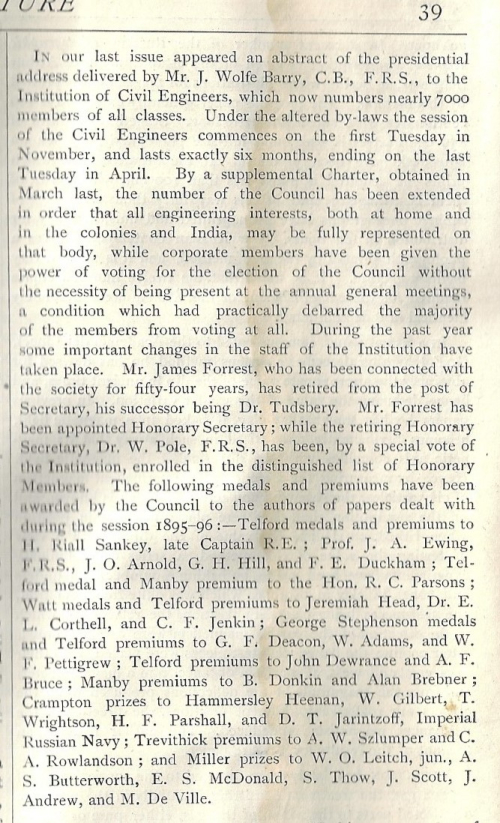 TURE
39
IN our last issue appeared an abstract of the presidential
address delivered by Mr. J. Wolfe Barry, C.B., F.R.S., to the
Institution of Civil Engineers, which now numbers nearly 7000
members of all classes. Under the altered by-laws the session
of the Civil Engineers commences on the first Tuesday in
November, and lasts exactly six months, ending on the last
Tuesday in April. By a supplemental Charter, obtained in
March last, the number of the Council has been extended
in order that all engineering interests, both at home and
in the colonies and India, may be fully represented on
that body, while corporate members have been given the
power of voting for the election of the Council without
the necessity of being present at the annual general meetings,
a condition which had practically debarred the majority
of the members from voting at all. During the past year
some important changes in the staff of the Institution have
taken place. Mr. James Forrest, who has been connected with
the society for fifty-four years, has retired from the post of
Secretary, his successor being Dr. Tudsbery. Mr. Forrest has
been appointed Honorary Secretary; while the retiring Honorary
Secretary, Dr. W. Pole, F.R.S., has been, by a special vote of
the Institution, enrolled in the distinguished list of Honorary
Members. The following medals and premiums have been
awarded by the Council to the authors of papers dealt with
during the session 1895-96:—Telford medals and premiums to
H. Riall Sankey, late Captain R.E.; Prof. J. A. Ewing,
F.R.S., J. O. Arnold, G. H. Hill, and F. E. Duckham; Tel-
ford medal and Manby premium to the Hon. R. C. Parsons;
Watt medals and Telford premiums to Jeremiah Head, Dr. E.
L. Corthell, and C. F. Jenkin; George Stephenson medals
and Telford premiums to G. F. Deacon, W. Adams, and W.
F. Pettigrew; Telford premiums to John Dewrance and A. F.
Bruce; Manby premiums to B. Donkin and Alan Brebner;
Crampton prizes to Hammersley Heenan, W. Gilbert, T.
Wrightson, H. F. Parshall, and D. T. Jarintzoff, Imperial
Russian Navy; Trevithick premiums to A. W. Szlumper and C.
A. Rowlandson; and Miller prizes to W. O. Leitch, jun., A.
S. Butterworth, E. S. McDonald, S. Thow, J. Scott, J.
Andrew, and M. De Ville.